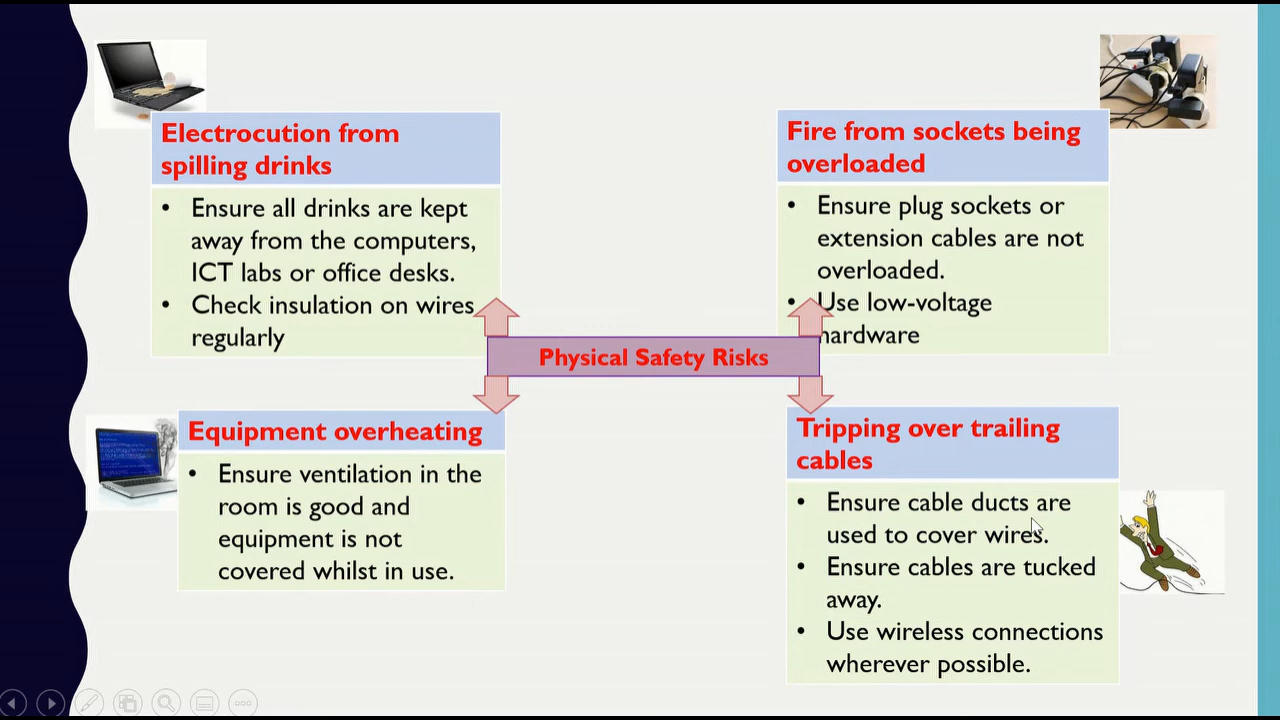 Electrocution from
spilling drinks
• Ensure all drinks are kept
away from the computers,
ICT labs or office desks.
• Check insulation on wires
regularly
Fire from sockets being
overloaded
• Ensure plug sockets or
extension cables are not
overloaded.
• Use low-voltage
hardware
Physical Safety Risks
Equipment overheating
• Ensure ventilation in the
room is good and
equipment is not
covered whilst in use.
Tripping over trailing
cables
• Ensure cable ducts are
used to cover wires.
• Ensure cables are tucked
away.
• Use wireless connections
wherever possible.